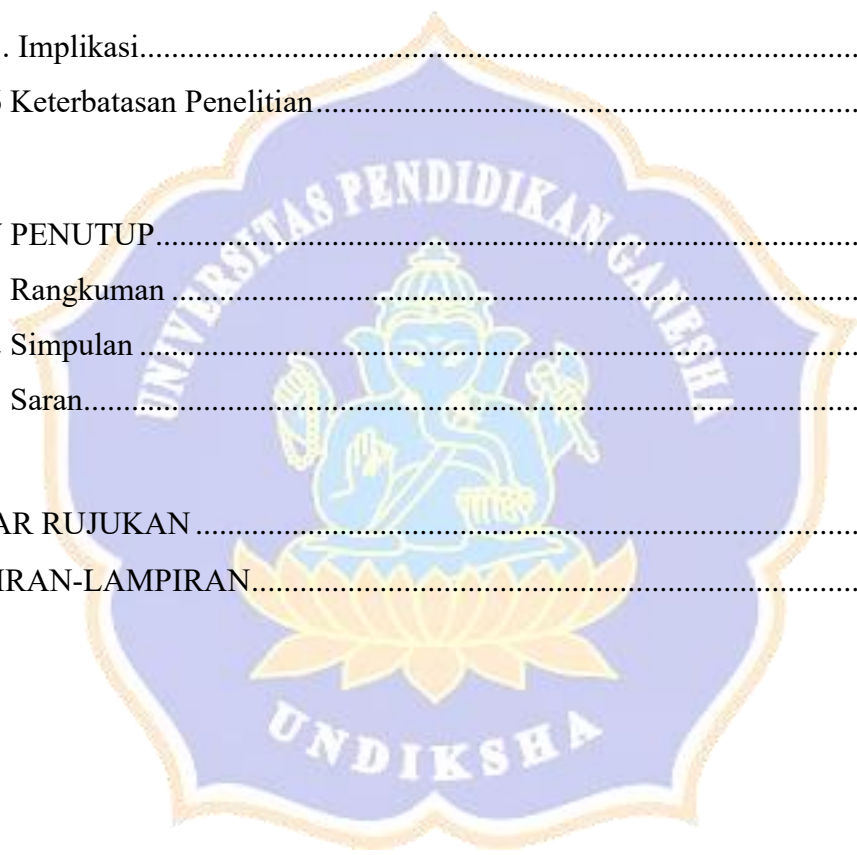 . Implikasi
Keterbatasan Penelitian
PENUTUP
Rangkuman
Simpulan
Saran
AR RUJUKAN
IRAN-LAMPIRAN
UNIVERSITAS PENDIDIKAN GANESHA
UNDIKSHA